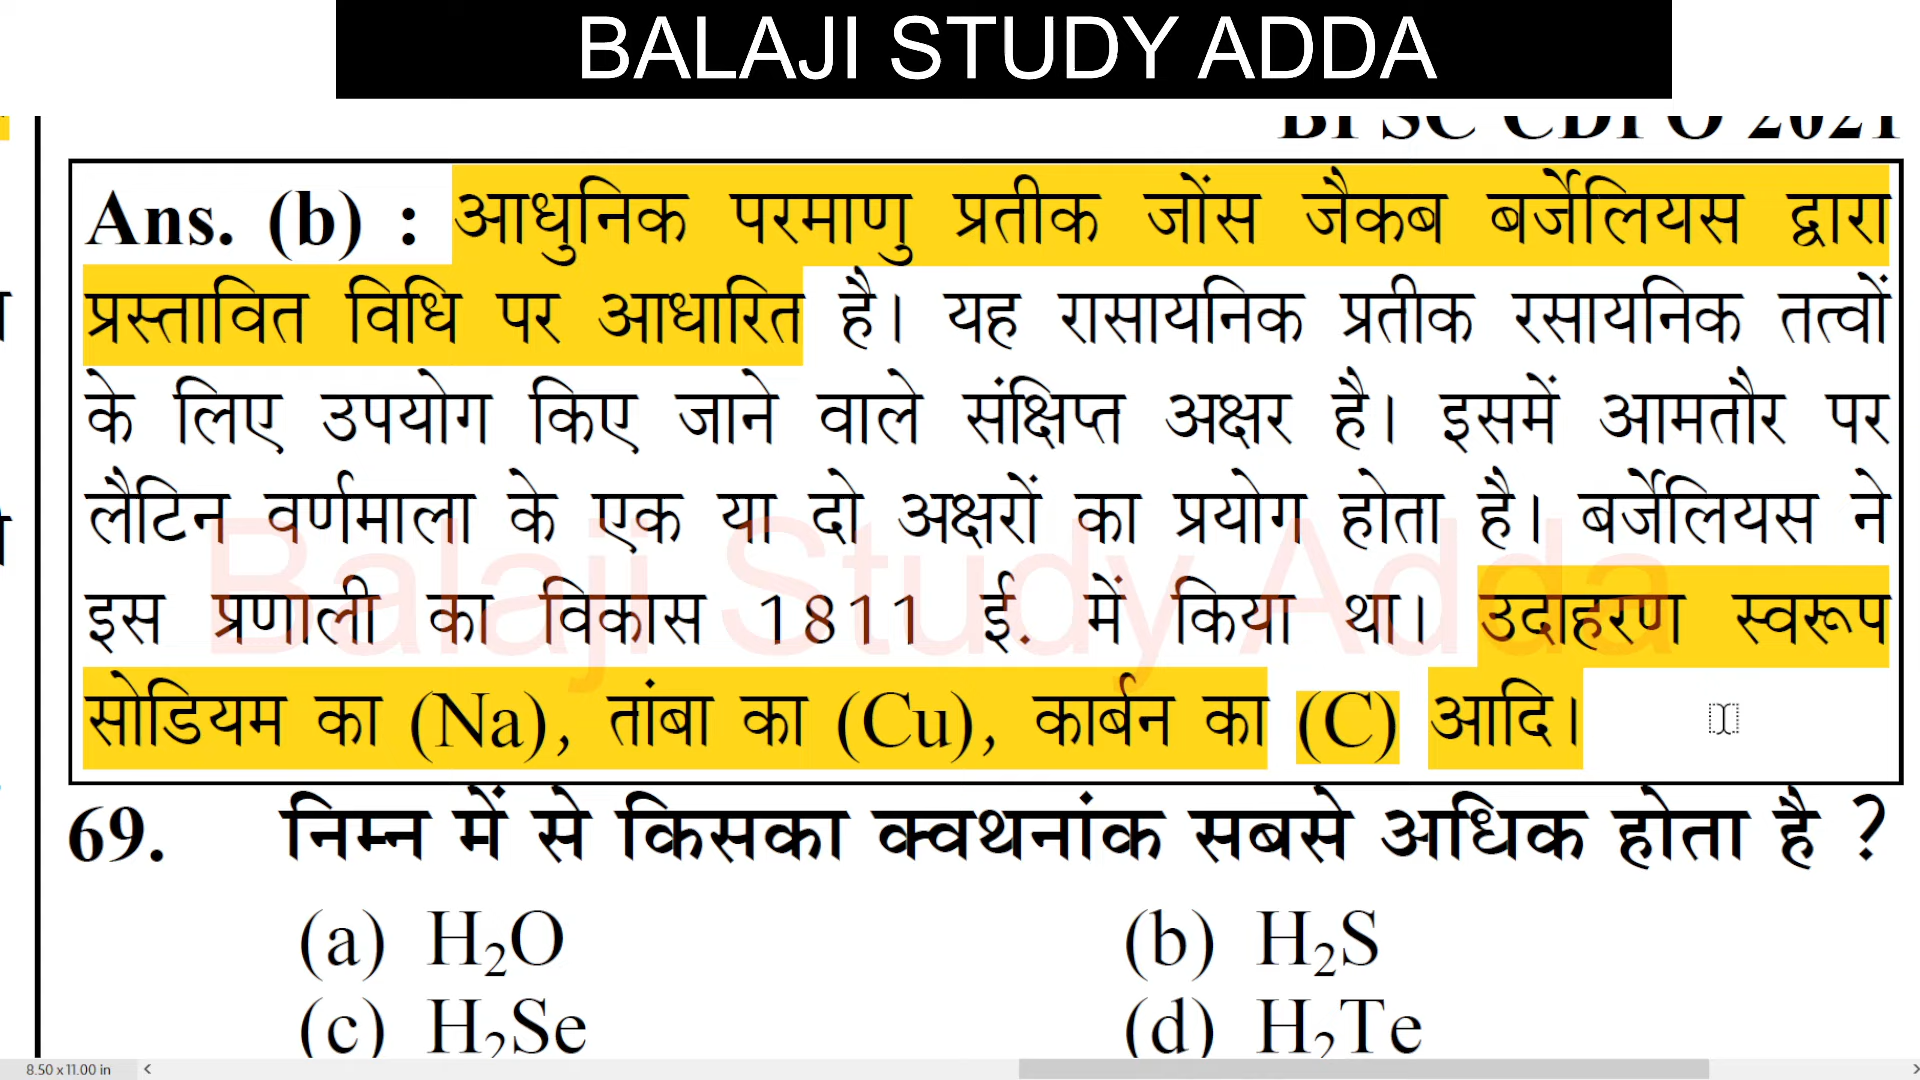 BALAJI STUDY ADDA
Ans. (b) : आधुनिक परमाणु प्रतीक जोंस जैकब बर्जेलियस द्वारा
प्रस्तावित विधि पर आधारित है। यह रासायनिक प्रतीक रसायनिक तत्वों
के लिए उपयोग किए जाने वाले संक्षिप्त अक्षर है। इसमें आमतौर पर
लैटिन वर्णमाला के एक या दो अक्षरों का प्रयोग होता है। बर्जेलियस ने
इस प्रणाली का विकास 1811 ई. में किया था। उदाहरण स्वरूप
सोडियम का (Na), तांबा का (Cu), कार्बन का (C) आदि।
Balaji Study Adda
69. निम्न में से किसका क्वथनांक सबसे अधिक होता है ?
(a) H₂O (b) H₂S
(c) H₂Se (d) H₂Te
8.50 x 11.00 in